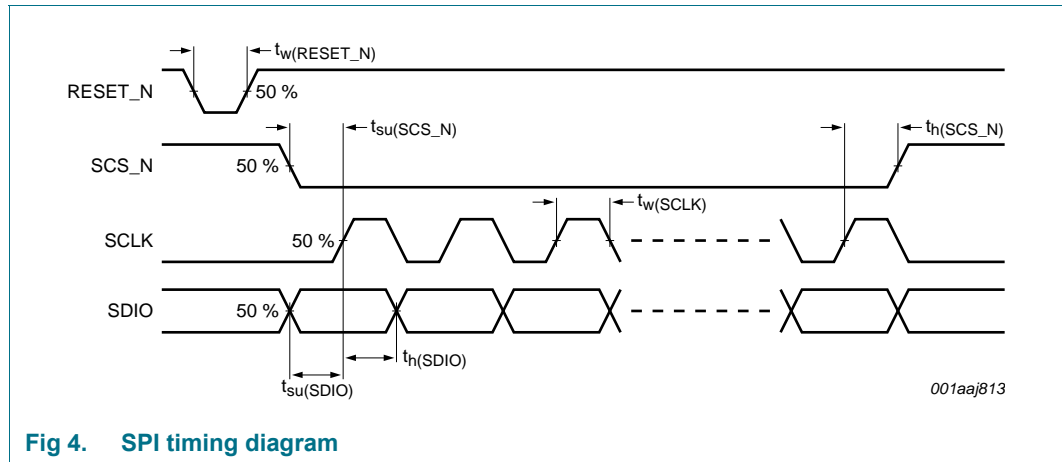 tw(RESET_N)
RESET_N
50 %
tsu(SCS_N)
th(SCS_N)
SCS_N
50 %
tw(SCLK)
SCLK
50 %
SDIO
50 %
th(SDIO)
tsu(SDIO)
001aaj813
Fig 4. SPI timing diagram